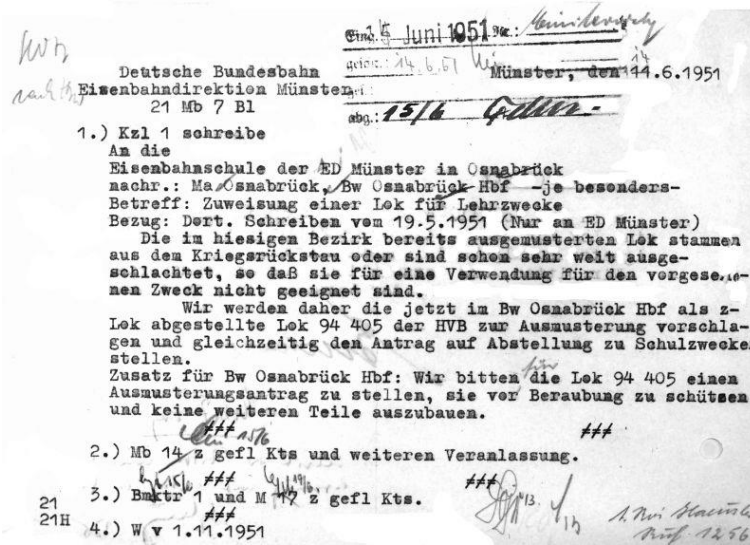 Eing. 15. Juni 1951
Deutsche Bundesbahn
gefert.: 14.6.51
Münster, den 14.6.1951
Eisenbahndirektion Münster
21 Mb 7 Bl
abg.: 15/6
1.) Kzl 1 schreibe
An die
Eisenbahnschule der ED Münster in Osnabrück
nachr.: Ma Osnabrück, Bw Osnabrück Hbf -je besonders-
Betreff: Zuweisung einer Lok für Lehrzwecke
Bezug: Dort. Schreiben vom 19.5.1951 (Nur an ED Münster)
Die im hiesigen Bezirk bereits ausgemusterten Lok stammen
aus dem Kriegsrückstau oder sind schon sehr weit ausge-
schlachtet, so daß sie für eine Verwendung für den vorgesehe-
nen Zweck nicht geeignet sind.
Wir werden daher die jetzt im Bw Osnabrück Hbf als z-
Lok abgestellte Lok 94 405 der HVB zur Ausmusterung vorschla-
gen und gleichzeitig den Antrag auf Abstellung zu Schulzwecke
stellen.
für
Zusatz für Bw Osnabrück Hbf: Wir bitten die Lok 94 405 einen
Ausmusterungsantrag zu stellen, sie vor Beraubung zu schützen
und keine weiteren Teile auszubauen.
15/6
2.) Mb 14 z gefl Kts und weiteren Veranlassung.
3.) Bmktr 1 und M 17 z gefl Kts.
21
21H
4.) W v 1.11.1951